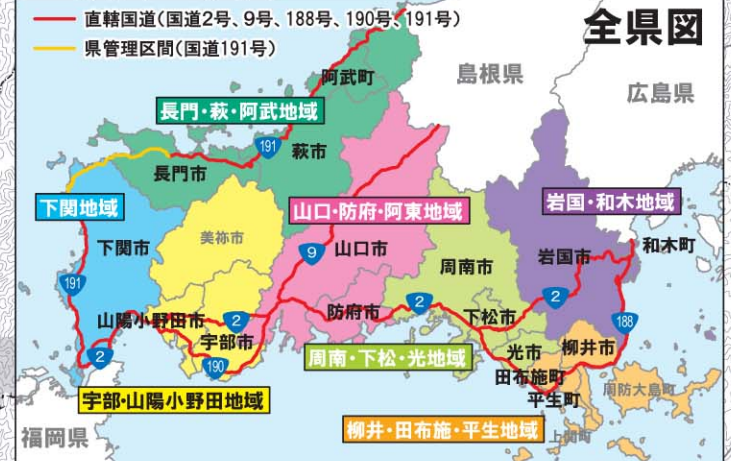 直轄国道(国道2号、9号、188号、190号、191号)
県管理区間(国道191号)
全県図
島根県
広島県
阿武町
長門・萩・阿武地域
191
萩市
長門市
下関地域
山口・防府・阿東地域
岩国・和木地域
美祢市
下関市
9
山口市
周南市
岩国市
和木町
191
山陽小野田市
2
防府市
2
下松市
2
188
2
宇部市
190
周南・下松・光地域
光市
柳井市
田布施町
平生町
周防大島町
宇部・山陽小野田地域
柳井・田布施・平生地域
上関町
福岡県